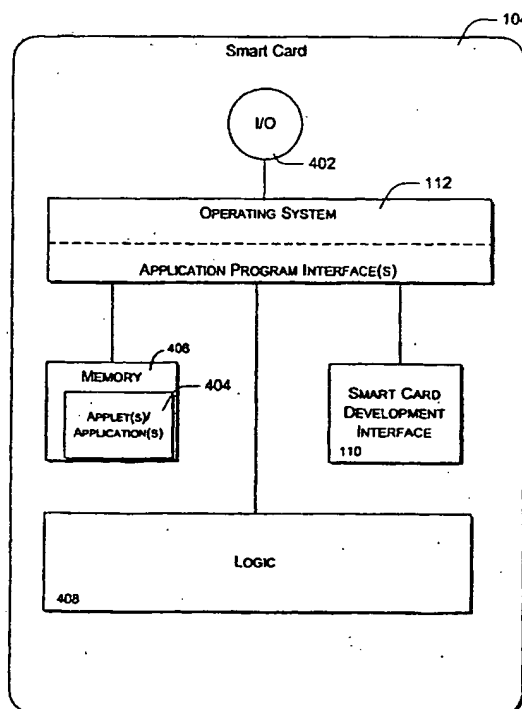 104
Smart Card
I/O
402
112
OPERATING SYSTEM
APPLICATION PROGRAM INTERFACE(S)
406
MEMORY
404
APPLET(S)/
APPLICATION(S)
SMART CARD
DEVELOPMENT
INTERFACE
110
LOGIC
408